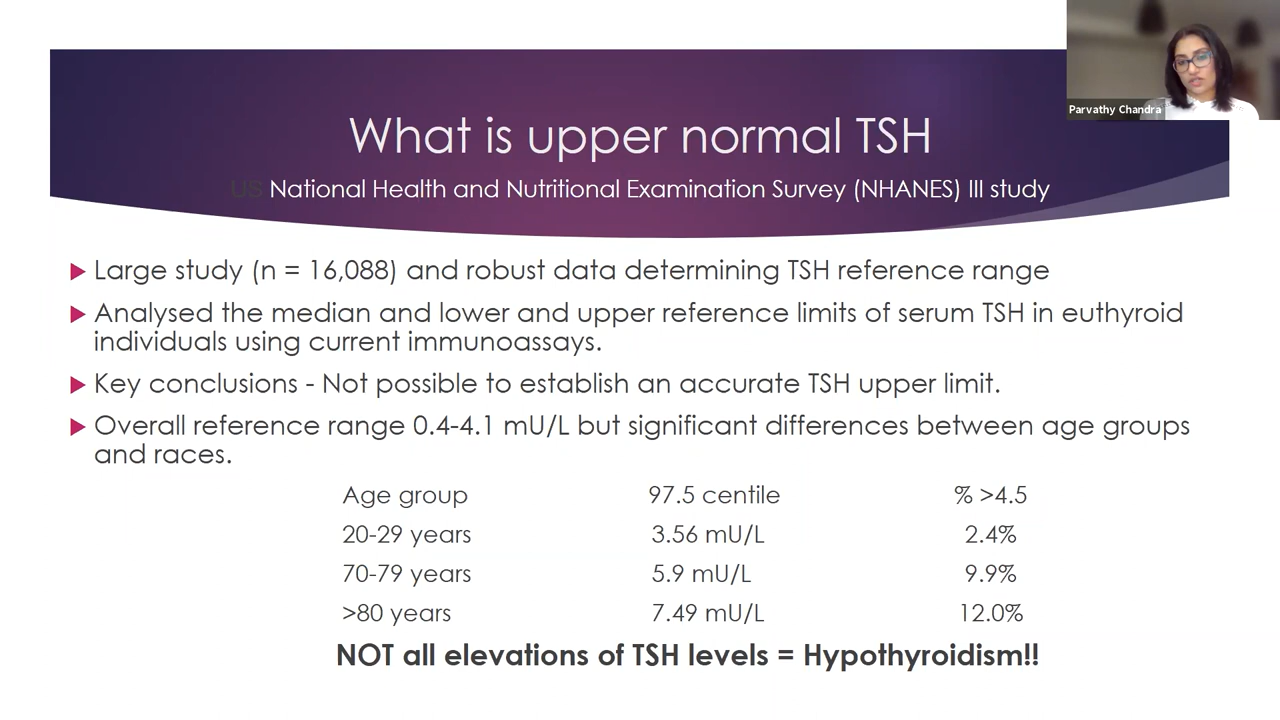 Parvathy Chandra
What is upper normal TSH
US National Health and Nutritional Examination Survey (NHANES) III study
Large study (n = 16,088) and robust data determining TSH reference range
Analysed the median and lower and upper reference limits of serum TSH in euthyroid
individuals using current immunoassays.
Key conclusions - Not possible to establish an accurate TSH upper limit.
Overall reference range 0.4-4.1 mU/L but significant differences between age groups
and races.
Age group 97.5 centile % >4.5
20-29 years 3.56 mU/L 2.4%
70-79 years 5.9 mU/L 9.9%
>80 years 7.49 mU/L 12.0%
NOT all elevations of TSH levels = Hypothyroidism!!